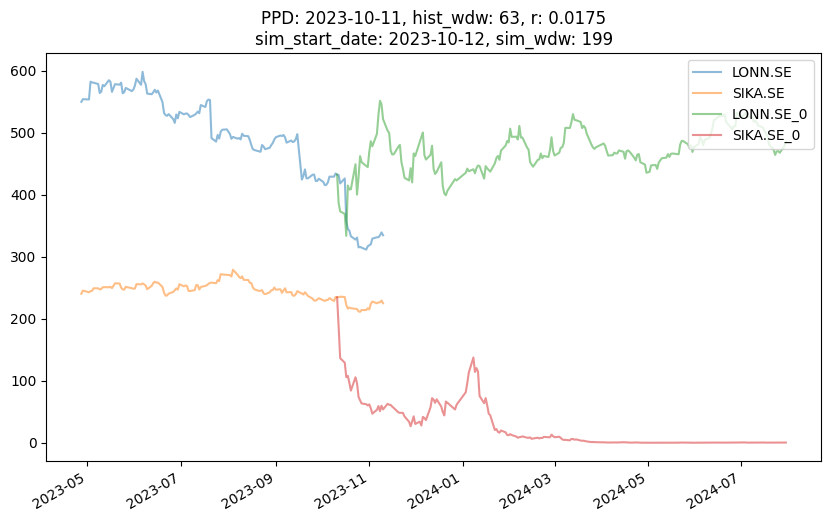 PPD: 2023-10-11, hist_wdw: 63, r: 0.0175
sim_start_date: 2023-10-12, sim_wdw: 199
LONN.SE
SIKA.SE
LONN.SE_0
SIKA.SE_0
600
500
400
300
200
100
0
2023-05
2023-07
2023-09
2023-11
2024-01
2024-03
2024-05
2024-07